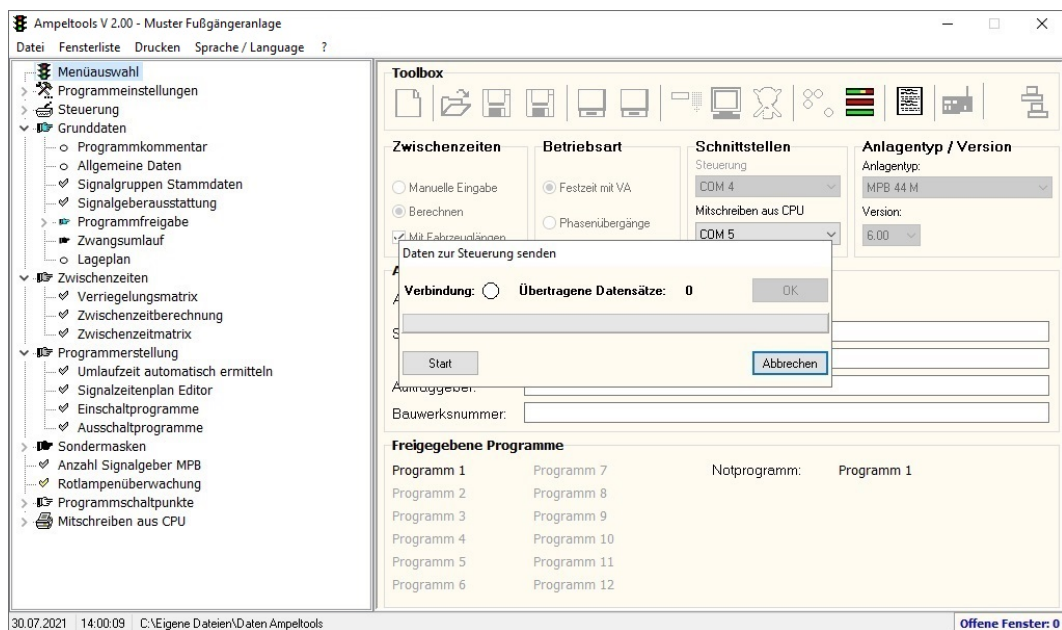 Ampeltools V 2.00 - Muster Fußgängeranlage
Datei Fensterliste Drucken Sprache / Language ?
Menüauswahl
Programmeinstellungen
Steuerung
Grunddaten
Programmkommentar
Allgemeine Daten
Signalgruppen Stammdaten
Signalgeberausstattung
Programmfreigabe
Zwangsumlauf
Lageplan
Zwischenzeiten
Verriegelungsmatrix
Zwischenzeitberechnung
Zwischenzeitmatrix
Programmerstellung
Umlaufzeit automatisch ermitteln
Signalzeitenplan Editor
Einschaltprogramme
Ausschaltprogramme
Sondermasken
Anzahl Signalgeber MPB
Rotlampenüberwachung
Programmschaltpunkte
Mitschreiben aus CPU
Toolbox
Zwischenzeiten
Manuelle Eingabe
Berechnen
Mit Fahrzeuglängen
Betriebsart
Festzeit mit VA
Phasenübergänge
Schnittstellen
Steuerung
COM 4
Mitschreiben aus CPU
COM 5
Anlagentyp / Version
Anlagentyp:
MPB 44 M
Version:
6.00
Daten zur Steuerung senden
Verbindung: Übertragene Datensätze: 0 OK
Start Abbrechen
Auftraggeber:
Bauwerksnummer:
Freigegebene Programme
Programm 1 Programm 7 Notprogramm: Programm 1
Programm 2 Programm 8
Programm 3 Programm 9
Programm 4 Programm 10
Programm 5 Programm 11
Programm 6 Programm 12
30.07.2021 14:00:09 C:\Eigene Dateien\Daten Ampeltools Offene Fenster: 0